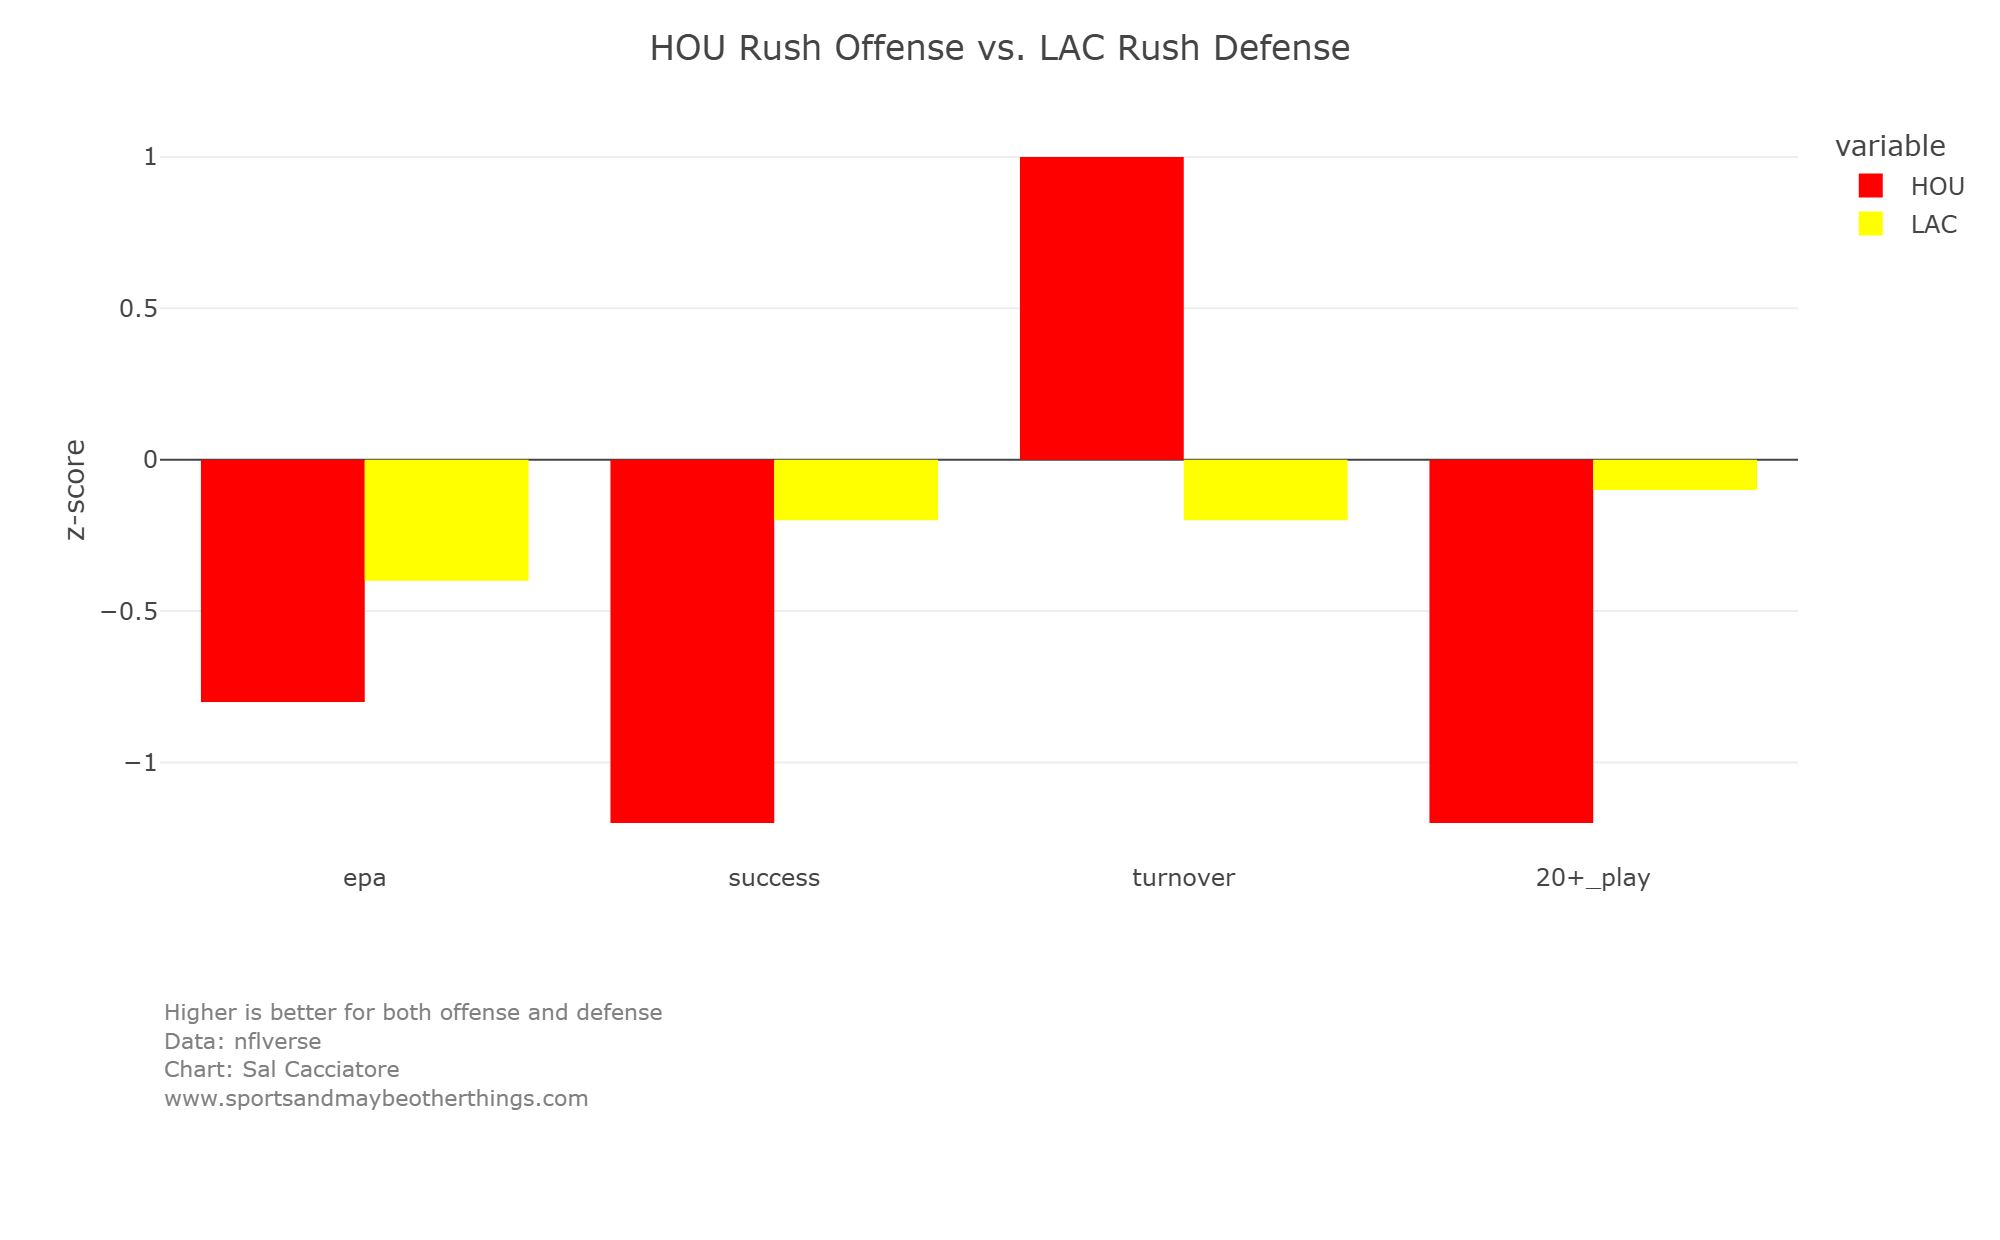 HOU Rush Offense vs. LAC Rush Defense
variable
HOU
LAC
1
0.5
0
−0.5
−1
z-score
epa
success
turnover
20+_play
Higher is better for both offense and defense
Data: nflverse
Chart: Sal Cacciatore
www.sportsandmaybeotherthings.com